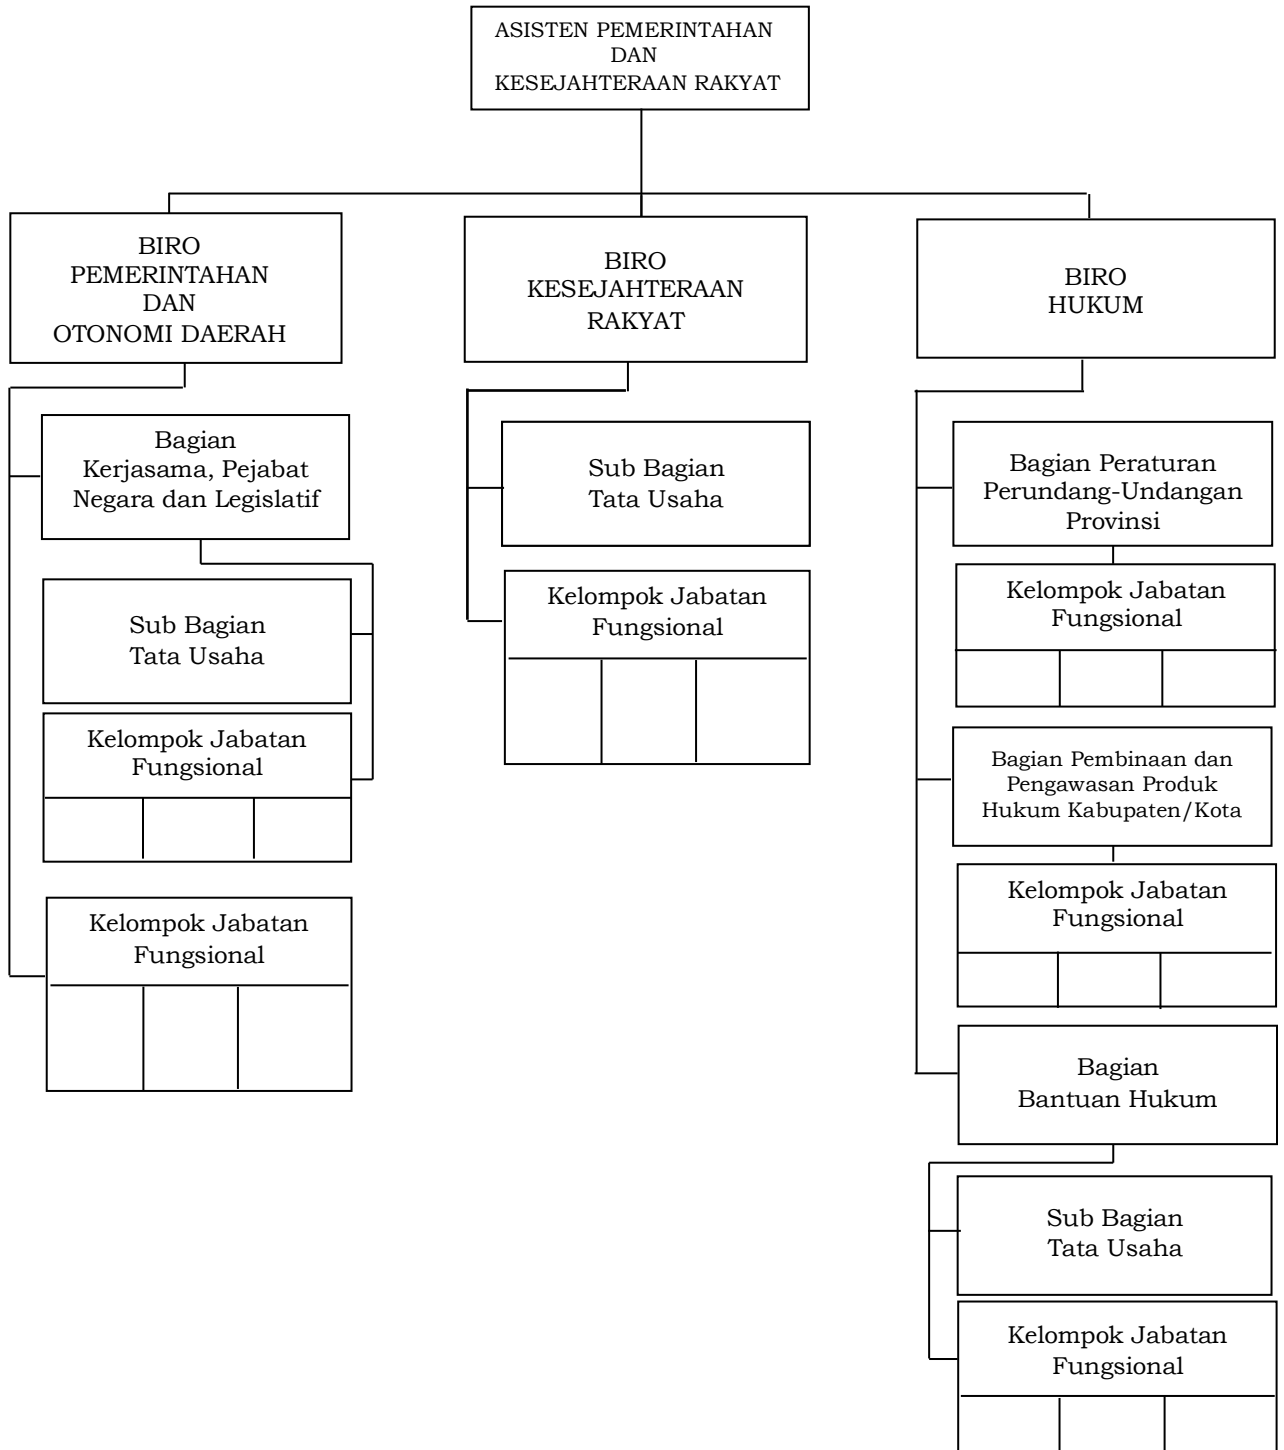 ASISTEN PEMERINTAHAN
DAN
KESEJAHTERAAN RAKYAT
BIRO
PEMERINTAHAN
DAN
OTONOMI DAERAH
Bagian
Kerjasama, Pejabat
Negara dan Legislatif
Sub Bagian
Tata Usaha
Kelompok Jabatan
Fungsional
Kelompok Jabatan
Fungsional
BIRO
KESEJAHTERAAN
RAKYAT
Sub Bagian
Tata Usaha
Kelompok Jabatan
Fungsional
BIRO
HUKUM
Bagian Peraturan
Perundang-Undangan
Provinsi
Kelompok Jabatan
Fungsional
Bagian Pembinaan dan
Pengawasan Produk
Hukum Kabupaten/Kota
Kelompok Jabatan
Fungsional
Bagian
Bantuan Hukum
Sub Bagian
Tata Usaha
Kelompok Jabatan
Fungsional